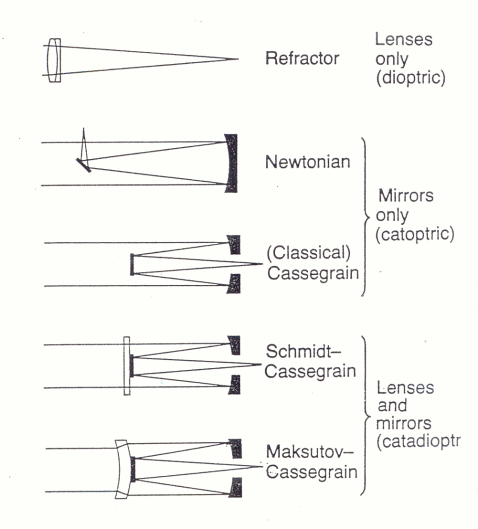 Refractor
Lenses
only
(dioptric)
Newtonian
(Classical)
Cassegrain
Mirrors
only
(catoptric)
Schmidt–
Cassegrain
Maksutov–
Cassegrain
Lenses
and
mirrors
(catadioptr